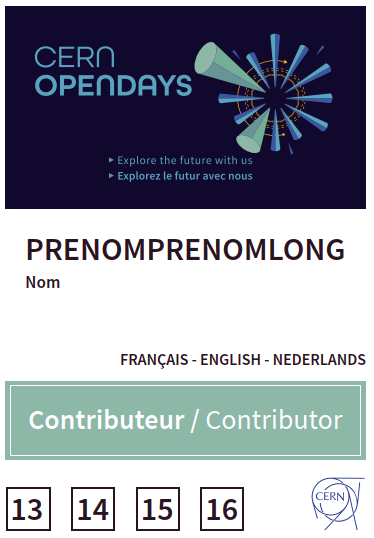 CERN
OPENDAYS
▸ Explore the future with us
▸ Explorez le futur avec nous
PRENOMPRENOMLONG
Nom
FRANÇAIS - ENGLISH - NEDERLANDS
Contributeur / Contributor
13 14 15 16
CERN